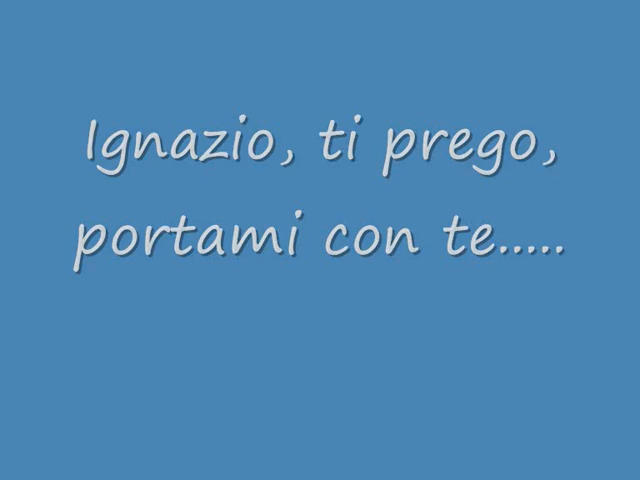 Ignazio, ti prego,
portami con te.....